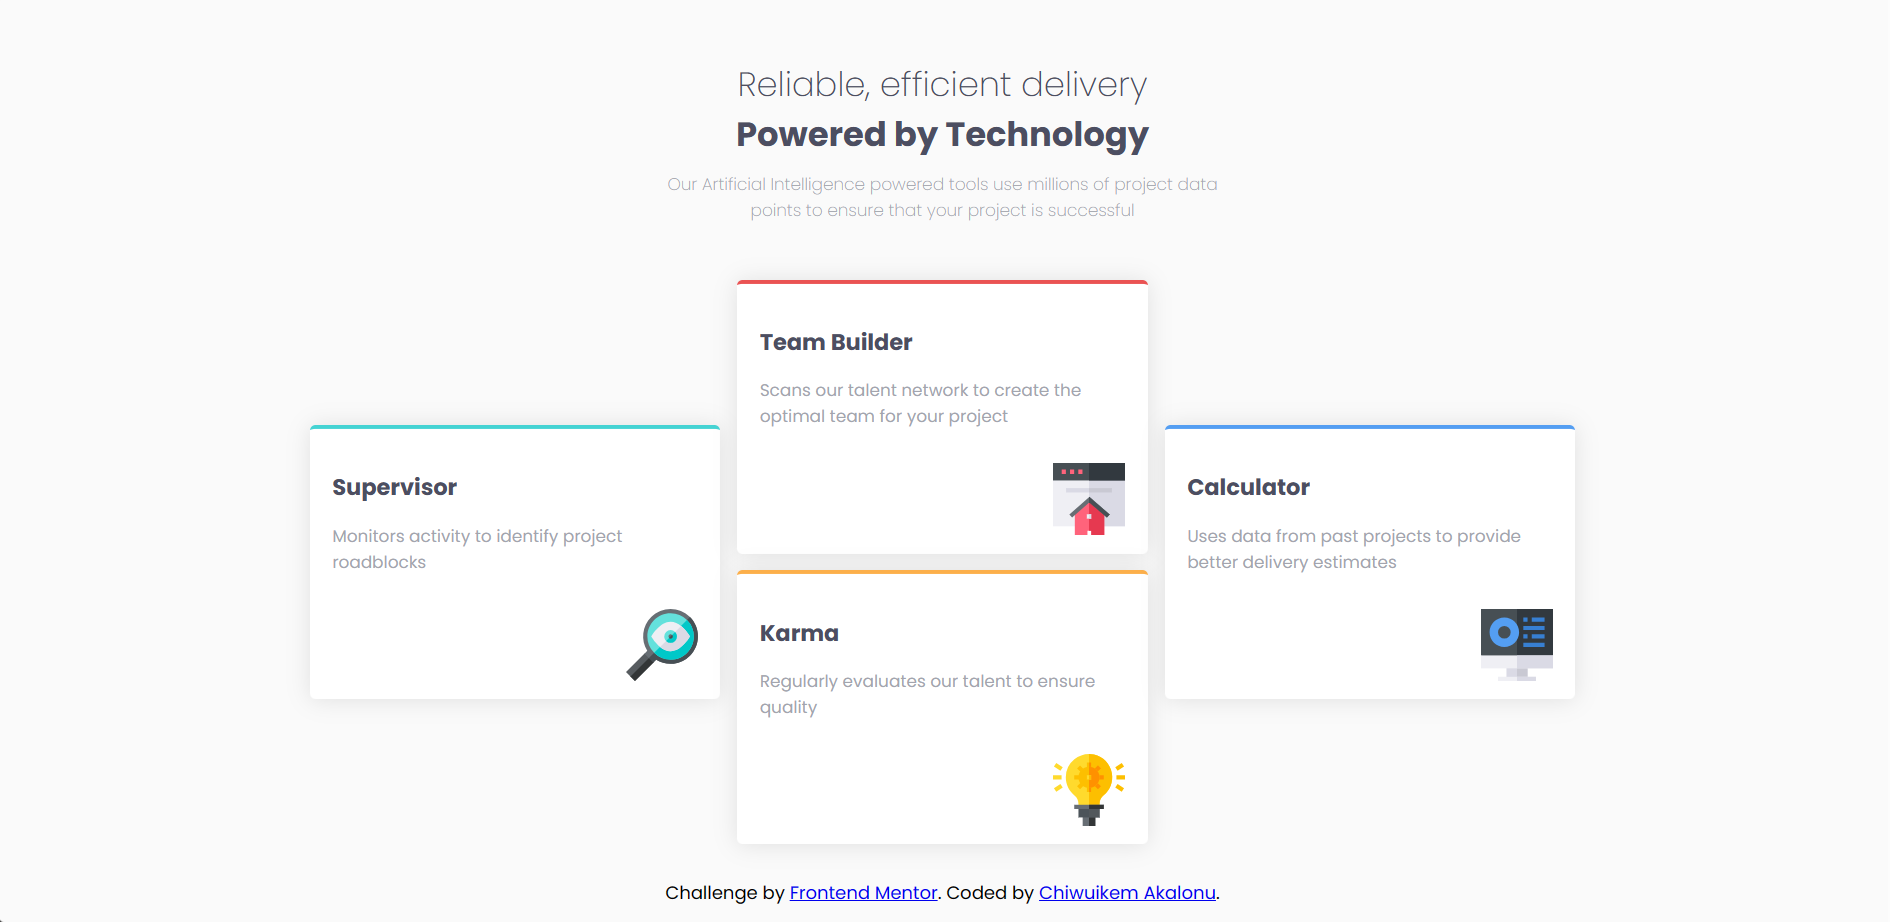 Reliable, efficient delivery
Powered by Technology
Our Artificial Intelligence powered tools use millions of project data
points to ensure that your project is successful
Supervisor
Monitors activity to identify project
roadblocks
Team Builder
Scans our talent network to create the
optimal team for your project
Karma
Regularly evaluates our talent to ensure
quality
Calculator
Uses data from past projects to provide
better delivery estimates
Challenge by Frontend Mentor. Coded by Chiwuikem Akalonu.